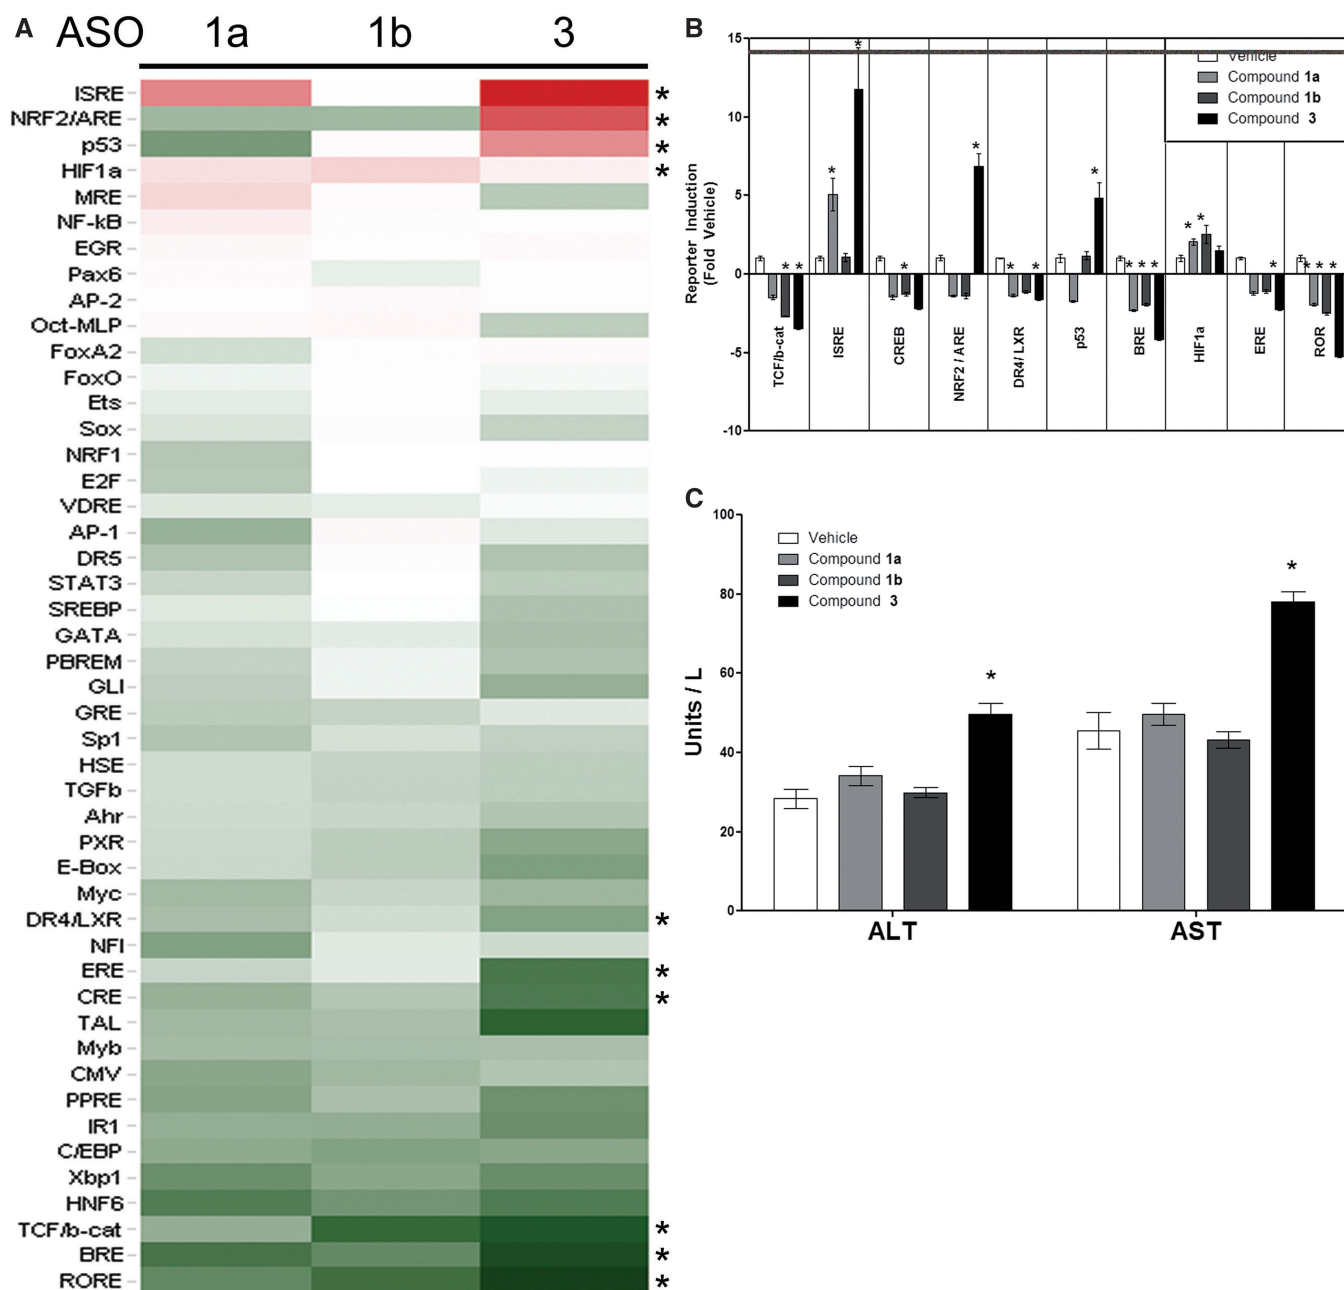 A ASO 1a 1b 3
ISRE *
NRF2/ARE *
p53 *
HIF1a *
MRE
NF-kB
EGR
Pax6
AP-2
Oct-MLP
FoxA2
FoxO
Ets
Sox
NRF1
E2F
VDRE
AP-1
DR5
STAT3
SREBP
GATA
PBREM
GLI
GRE
Sp1
HSE
TGFb
Ahr
PXR
E-Box
Myc
DR4/LXR *
NFI
ERE *
CRE *
TAL
Myb
CMV
PPRE
IR1
C/EBP
Xbp1
HNF6
TCF/b-cat *
BRE *
RORE *
B
Reporter Induction
(Fold Vehicle)
15
10
5
0
-5
-10
Vehicle
Compound 1a
Compound 1b
Compound 3
* * * * * * * * * * * * * * * * * *
TCF/b-cat
ISRE
CREB
NRF2 / ARE
DR4/ LXR
p53
BRE
HIF1a
ERE
ROR
C
Units / L
100
80
60
40
20
0
Vehicle
Compound 1a
Compound 1b
Compound 3
* *
ALT AST